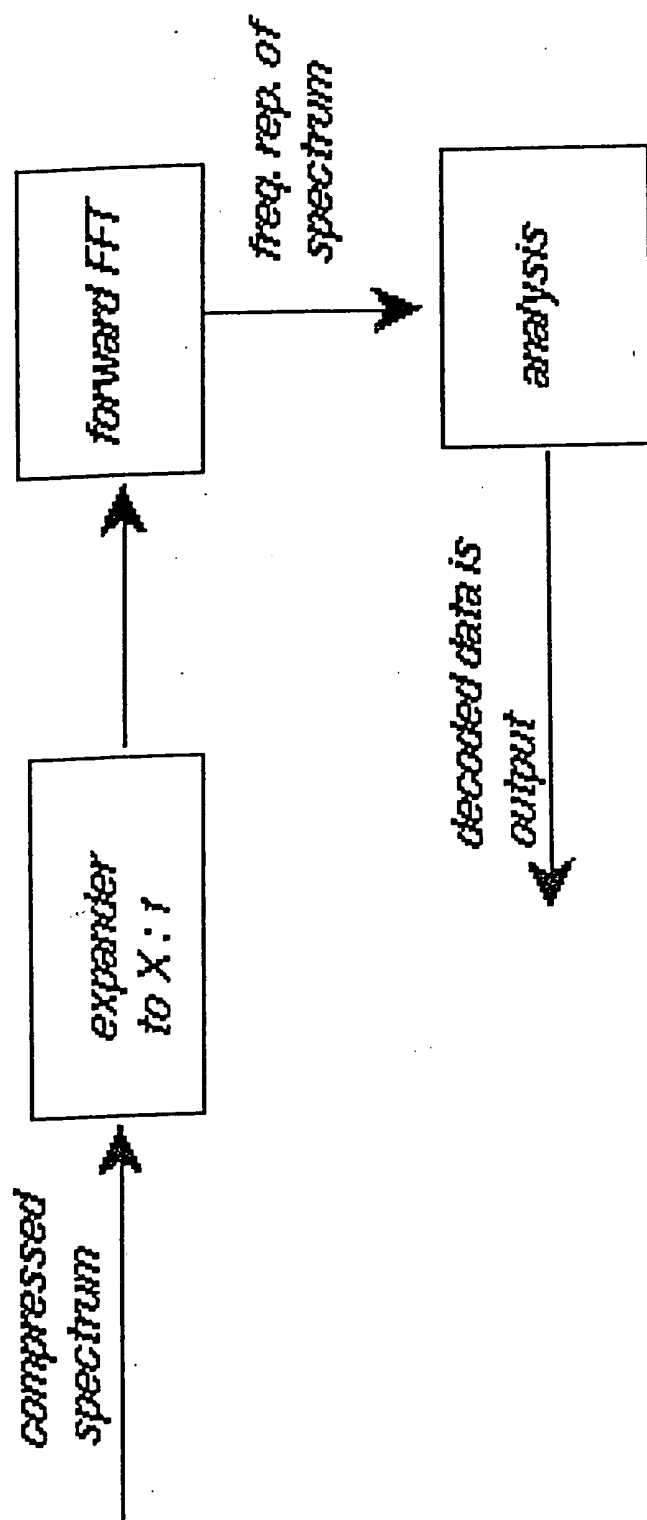 compressed
spectrum
expander
to X : 1
forward FFT
freq. rep. of
spectrum
analysis
decoded data is
output